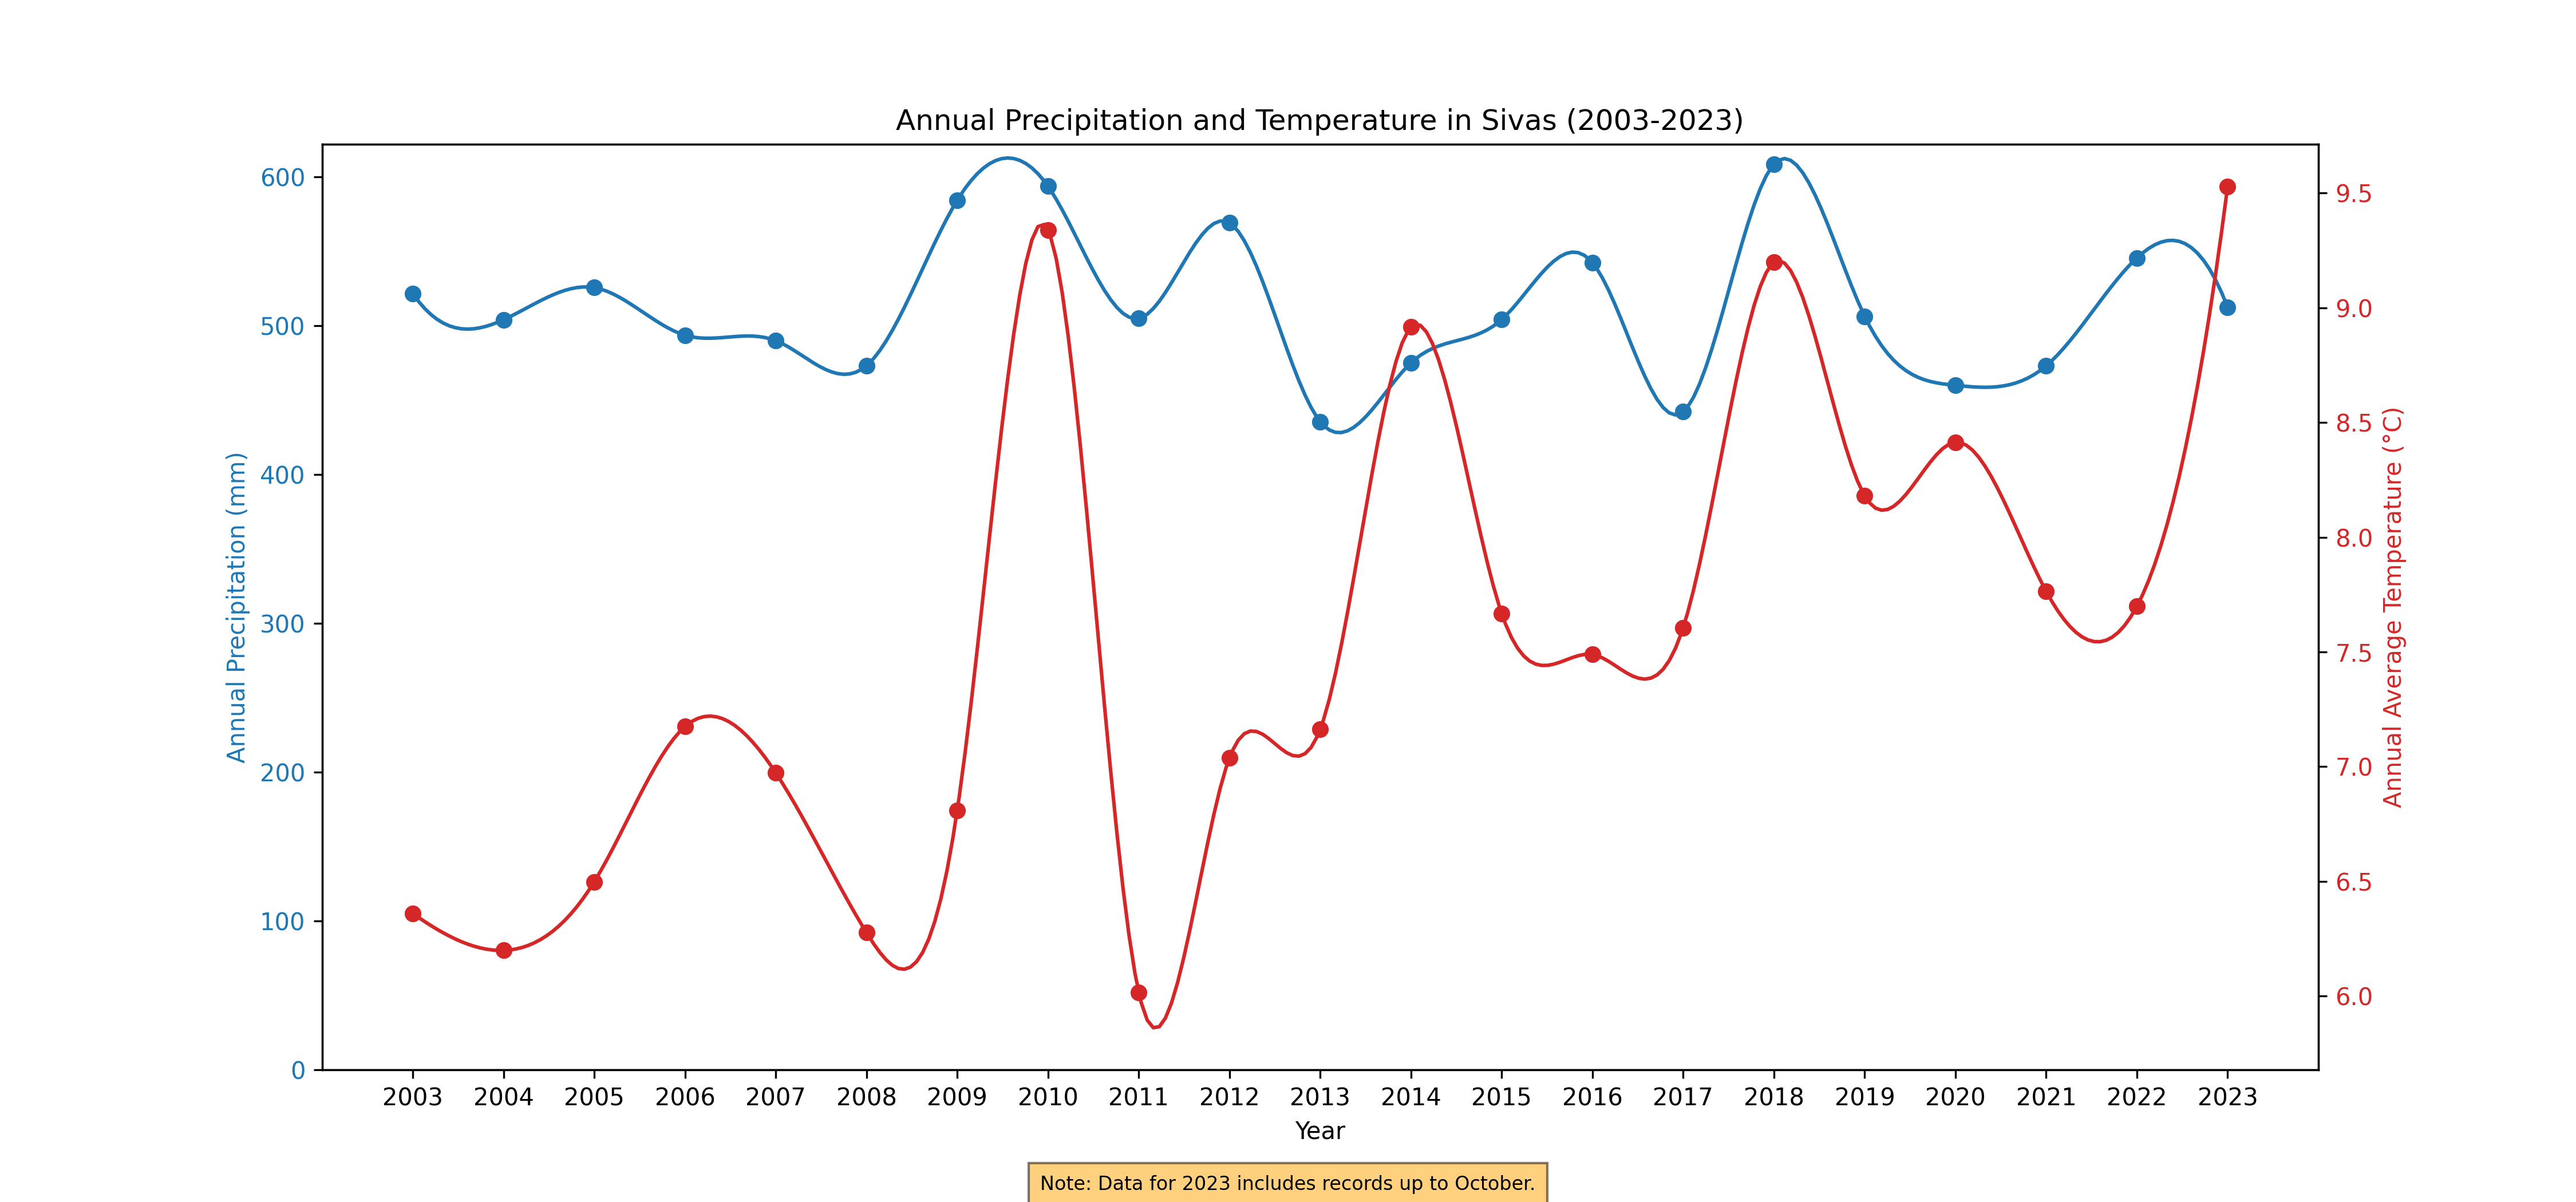 Annual Precipitation and Temperature in Sivas (2003-2023)
Annual Precipitation (mm)
600
500
400
300
200
100
0
9.5
9.0
8.5
8.0
7.5
7.0
6.5
6.0
Annual Average Temperature (°C)
2003 2004 2005 2006 2007 2008 2009 2010 2011 2012 2013 2014 2015 2016 2017 2018 2019 2020 2021 2022 2023
Year
Note: Data for 2023 includes records up to October.